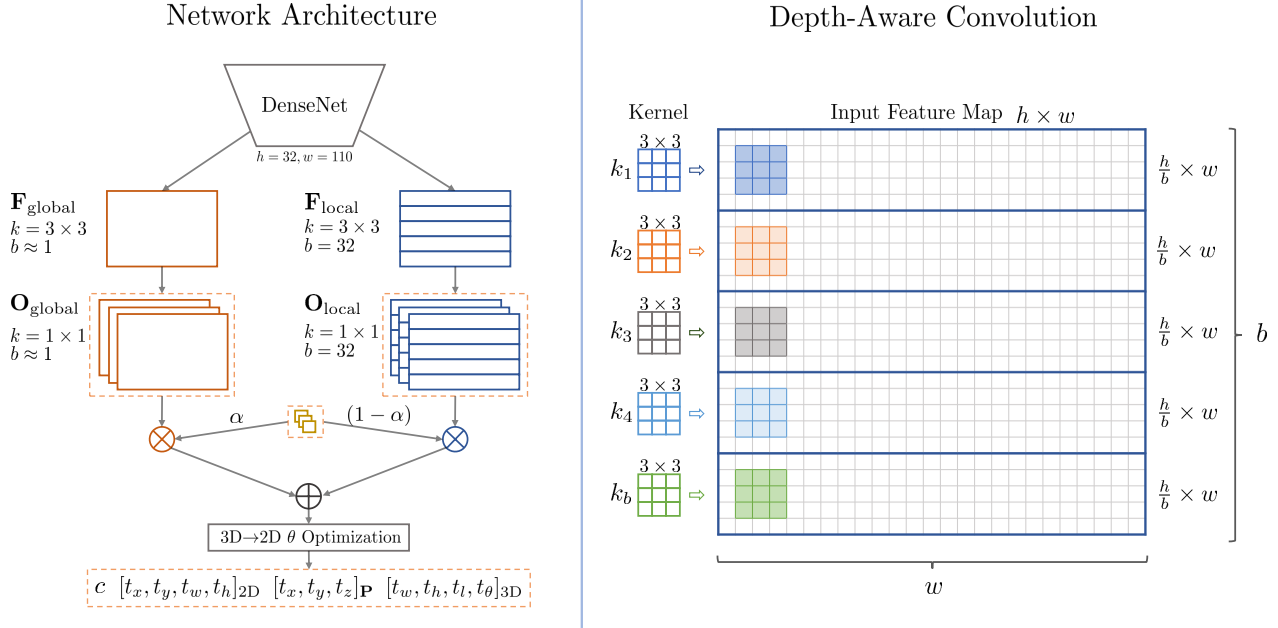 Network Architecture
DenseNet
h = 32, w = 110
F_global
k = 3 × 3
b ≈ 1
F_local
k = 3 × 3
b = 32
O_global
k = 1 × 1
b ≈ 1
O_local
k = 1 × 1
b = 32
α
(1 − α)
3D→2D θ Optimization
c [t_x, t_y, t_w, t_h]_2D [t_x, t_y, t_z]_P [t_w, t_h, t_l, t_θ]_3D
Depth-Aware Convolution
Kernel
Input Feature Map h × w
3 × 3
k_1
h/b × w
3 × 3
k_2
h/b × w
3 × 3
k_3
h/b × w
b
3 × 3
k_4
h/b × w
3 × 3
k_b
h/b × w
w